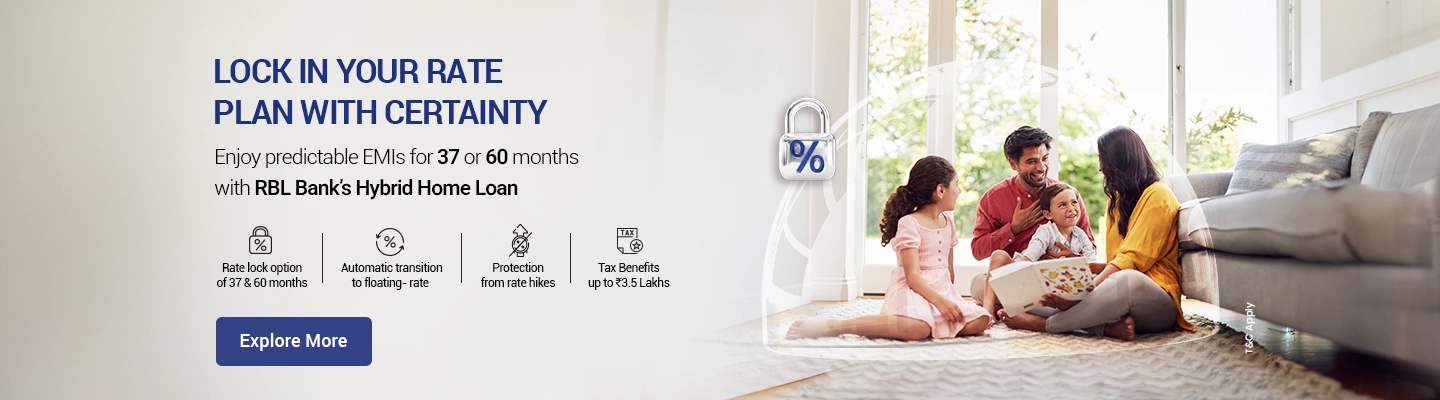 LOCK IN YOUR RATE
PLAN WITH CERTAINTY
Enjoy predictable EMIs for 37 or 60 months
with RBL Bank's Hybrid Home Loan
%
Rate lock option
of 37 & 60 months
%
Automatic transition
to floating- rate
%
Protection
from rate hikes
TAX
Tax Benefits
up to ₹3.5 Lakhs
Explore More
%
T&C Apply